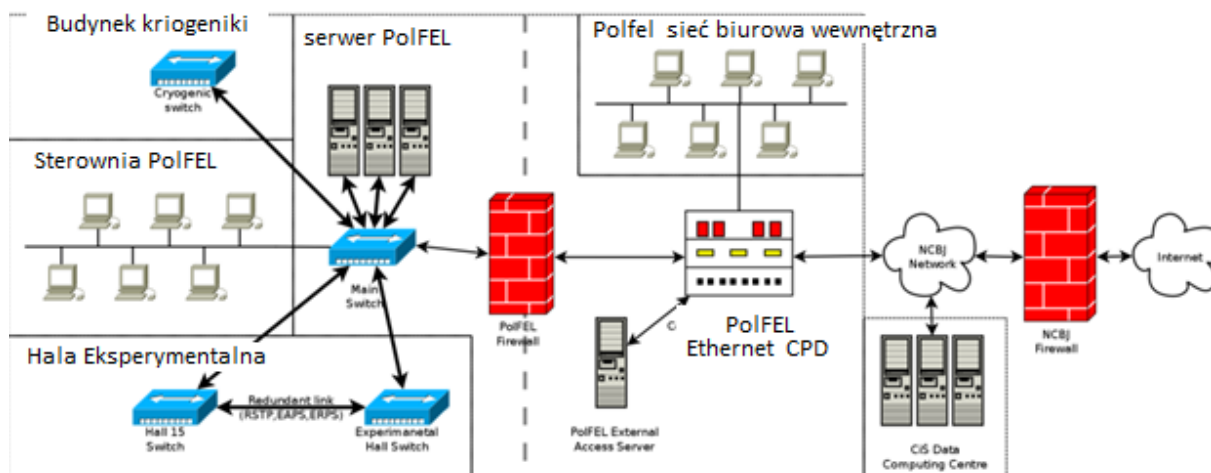 Budynek kriogeniki
Cryogenic
switch
serwer PolFEL
Polfel sieć biurowa wewnętrzna
Sterownia PolFEL
Main
Switch
PolFEL
Firewall
PolFEL
Ethernet CPD
NCBJ
Network
NCBJ
Firewall
Internet
Hala Eksperymentalna
Redundant link
(RSTP,EAPS,ERPS)
Hall 15
Switch
Experimanetal
Hall Switch
PolFEL External
Access Server
CiS Data
Computing Centre